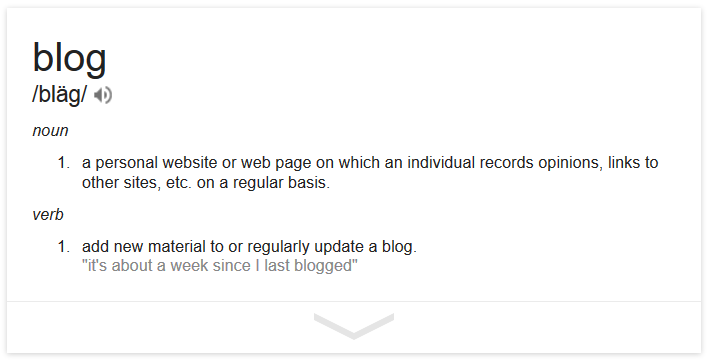 blog
/bläg/
noun
1. a personal website or web page on which an individual records opinions, links to
other sites, etc. on a regular basis.
verb
1. add new material to or regularly update a blog.
"it's about a week since I last blogged"